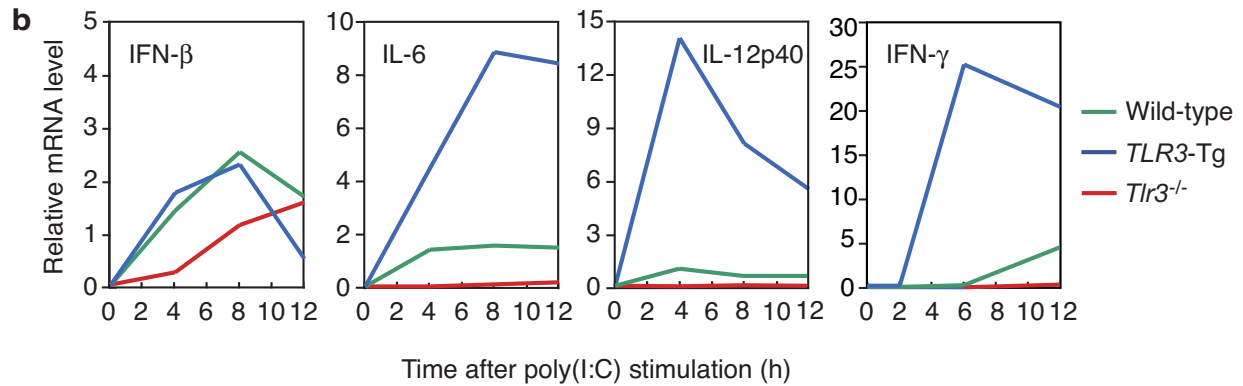 b
IFN-β
IL-6
IL-12p40
IFN-γ
Relative mRNA level
5
4
3
2
1
0
10
8
6
4
2
0
15
12
9
6
3
0
30
25
20
15
10
5
0
0 2 4 6 8 10 12
0 2 4 6 8 10 12
0 2 4 6 8 10 12
0 2 4 6 8 10 12
Time after poly(I:C) stimulation (h)
Wild-type
TLR3-Tg
Tlr3-/-